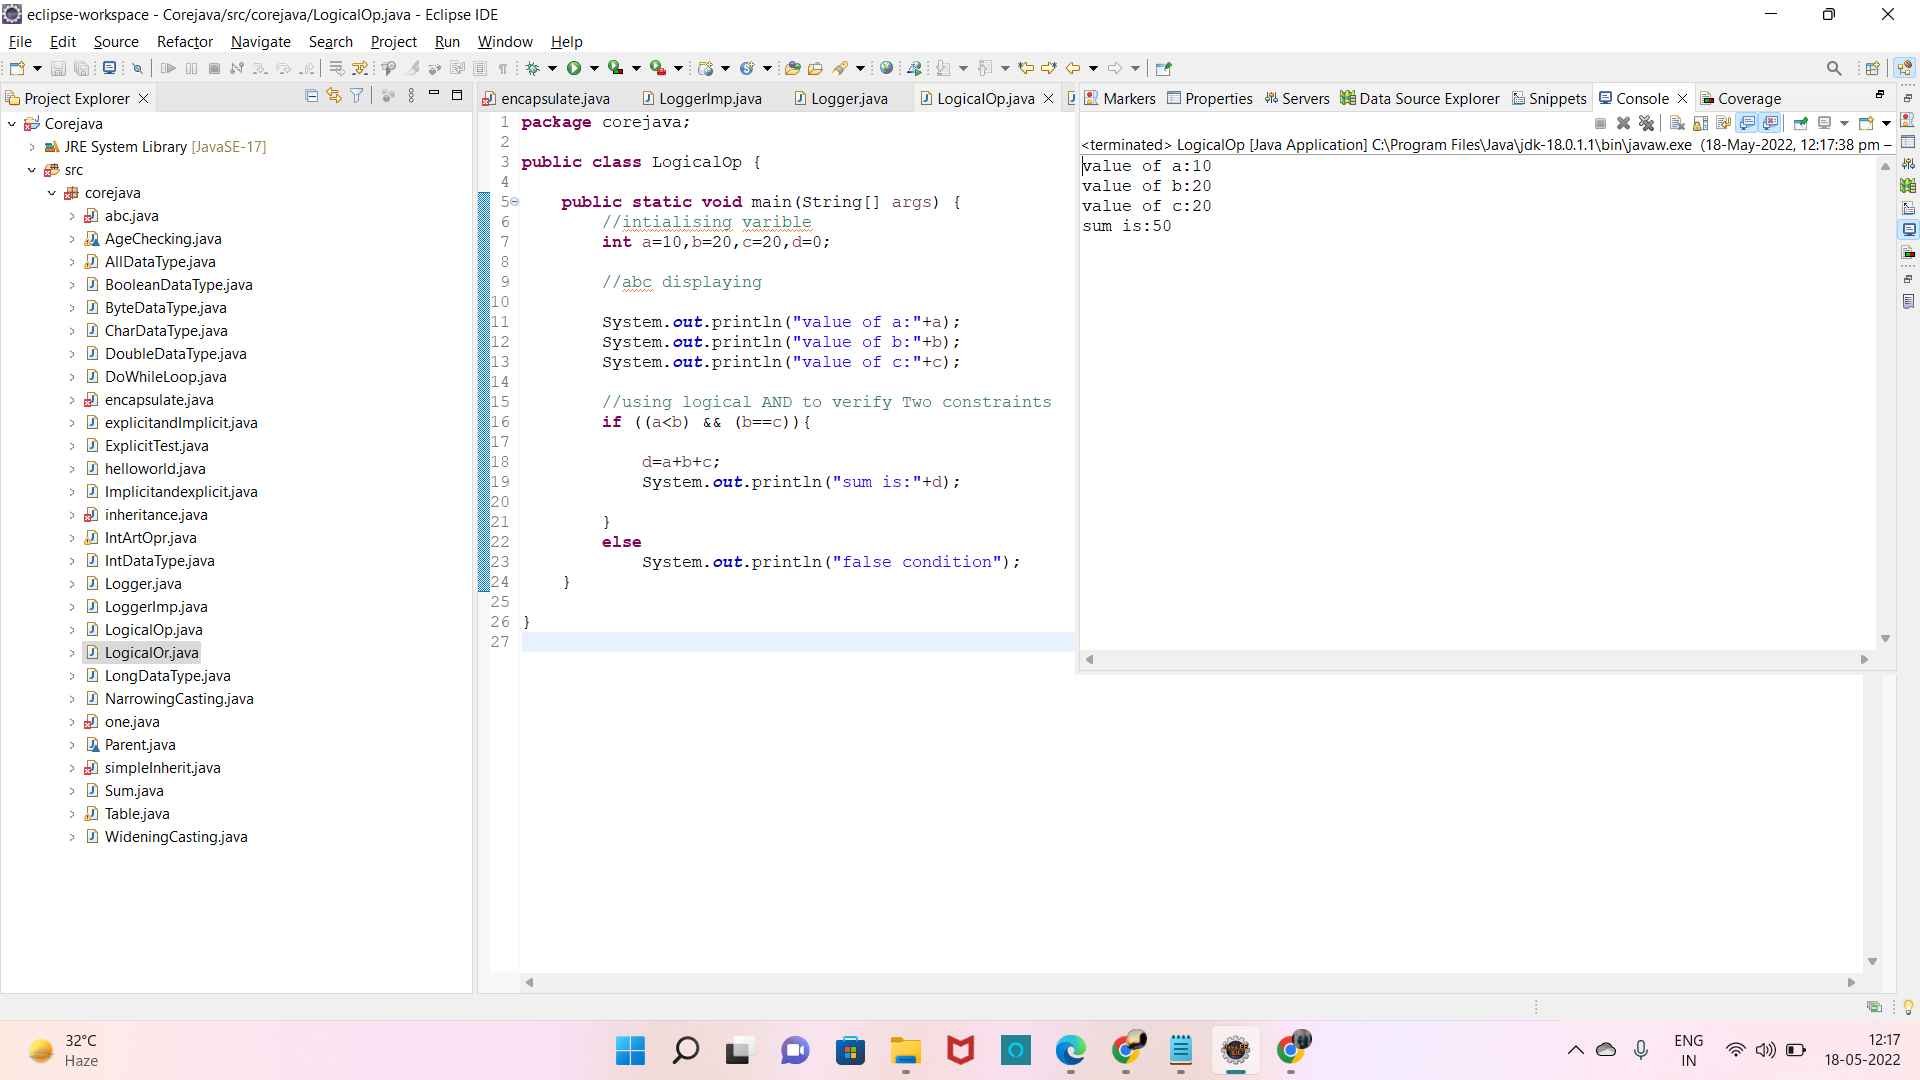 eclipse-workspace - Corejava/src/corejava/LogicalOp.java - Eclipse IDE
File Edit Source Refactor Navigate Search Project Run Window Help
Project Explorer
Corejava
JRE System Library [JavaSE-17]
src
corejava
abc.java
AgeChecking.java
AllDataType.java
BooleanDataType.java
ByteDataType.java
CharDataType.java
DoubleDataType.java
DoWhileLoop.java
encapsulate.java
explicitandImplicit.java
ExplicitTest.java
helloworld.java
Implicitandexplicit.java
inheritance.java
IntArtOpr.java
IntDataType.java
Logger.java
LoggerImp.java
LogicalOp.java
LogicalOr.java
LongDataType.java
NarrowingCasting.java
one.java
Parent.java
simpleInherit.java
Sum.java
Table.java
WideningCasting.java
encapsulate.java LoggerImp.java Logger.java LogicalOp.java
1 package corejava;
2
3 public class LogicalOp {
4
5 public static void main(String[] args) {
6 //intialising varible
7 int a=10,b=20,c=20,d=0;
8
9 //abc displaying
10
11 System.out.println("value of a:"+a);
12 System.out.println("value of b:"+b);
13 System.out.println("value of c:"+c);
14
15 //using logical AND to verify Two constraints
16 if ((a<b) && (b==c)){
17
18 d=a+b+c;
19 System.out.println("sum is:"+d);
20
21 }
22 else
23 System.out.println("false condition");
24 }
25
26 }
27
Markers Properties Servers Data Source Explorer Snippets Console Coverage
<terminated> LogicalOp [Java Application] C:\Program Files\Java\jdk-18.0.1.1\bin\javaw.exe (18-May-2022, 12:17:38 pm –
value of a:10
value of b:20
value of c:20
sum is:50
32°C
Haze
ENG
IN
12:17
18-05-2022